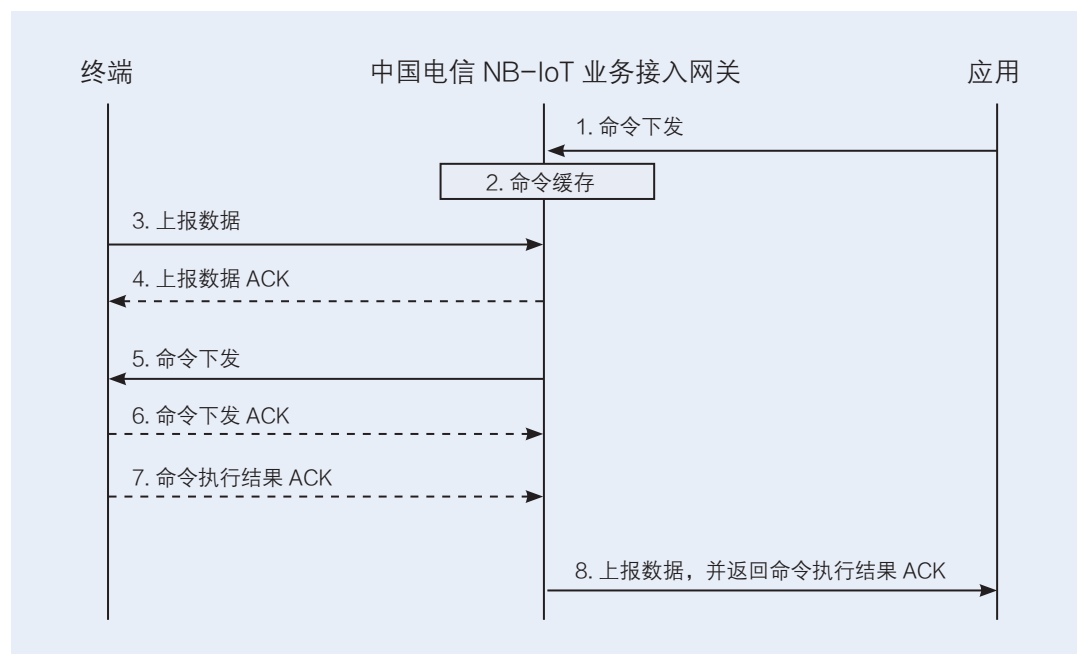 终端
中国电信 NB-IoT 业务接入网关
应用
1. 命令下发
2. 命令缓存
3. 上报数据
4. 上报数据 ACK
5. 命令下发
6. 命令下发 ACK
7. 命令执行结果 ACK
8. 上报数据，并返回命令执行结果 ACK